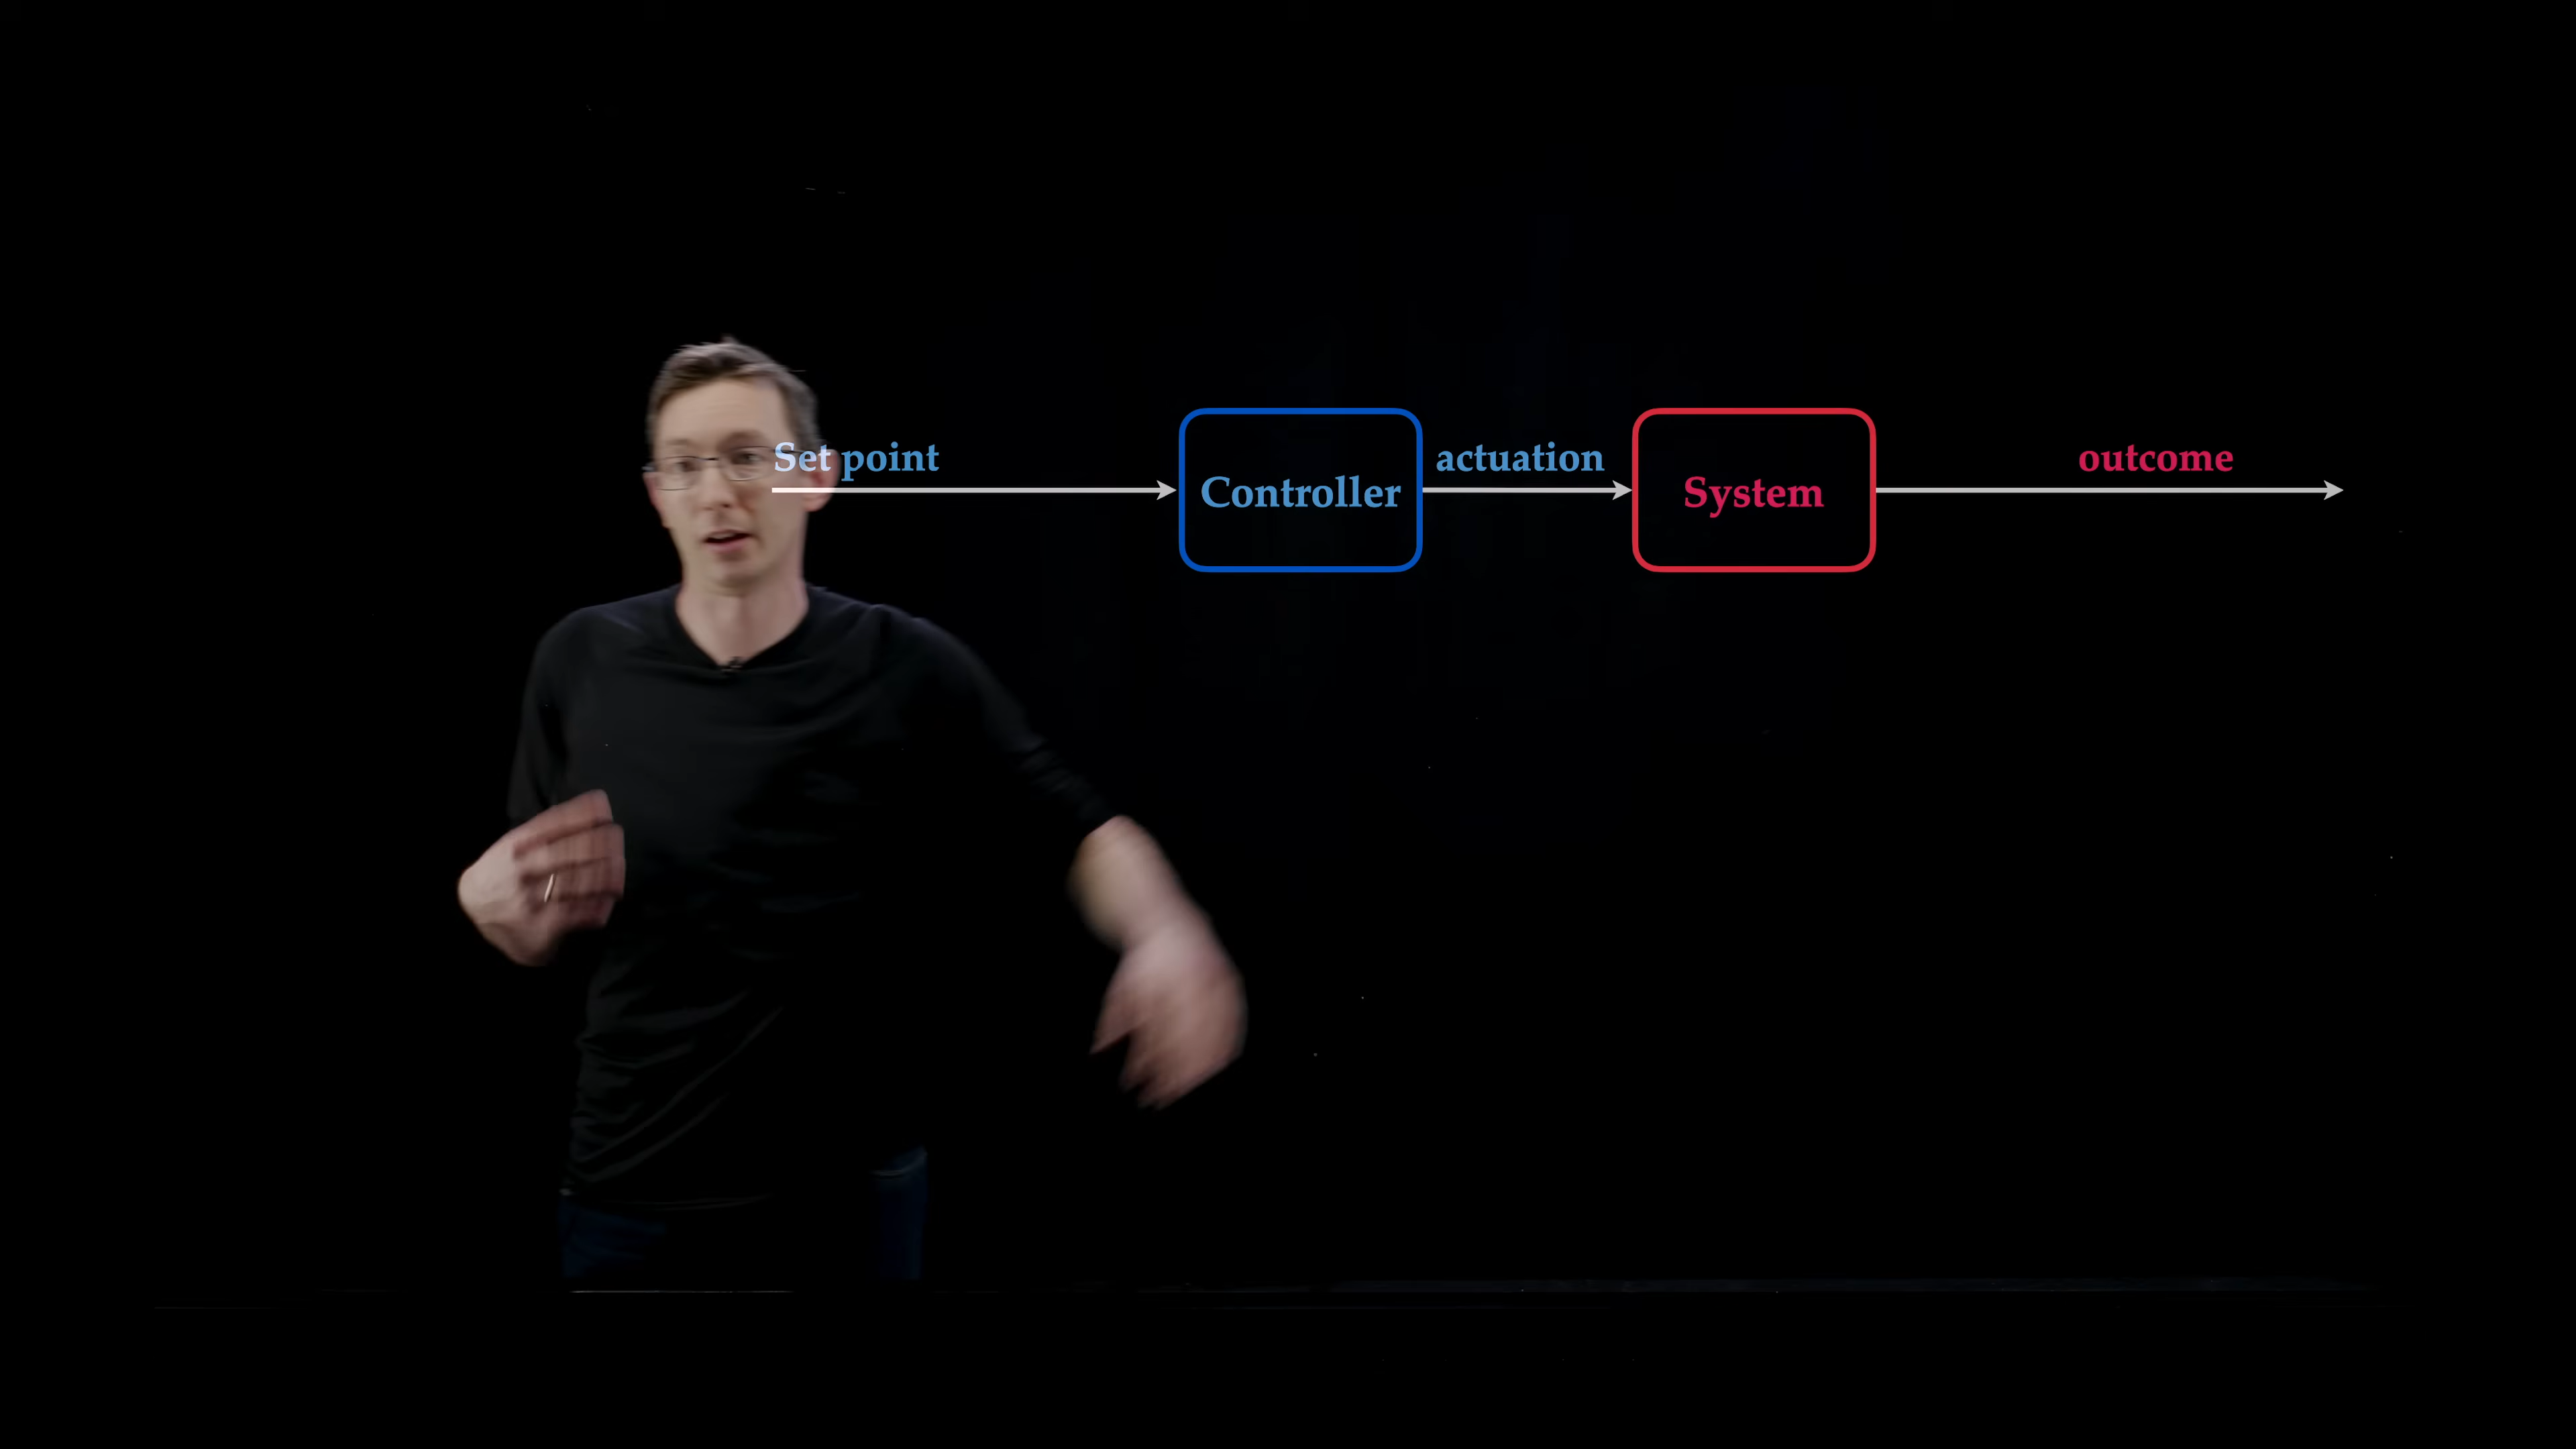 Set point
Controller
actuation
System
outcome